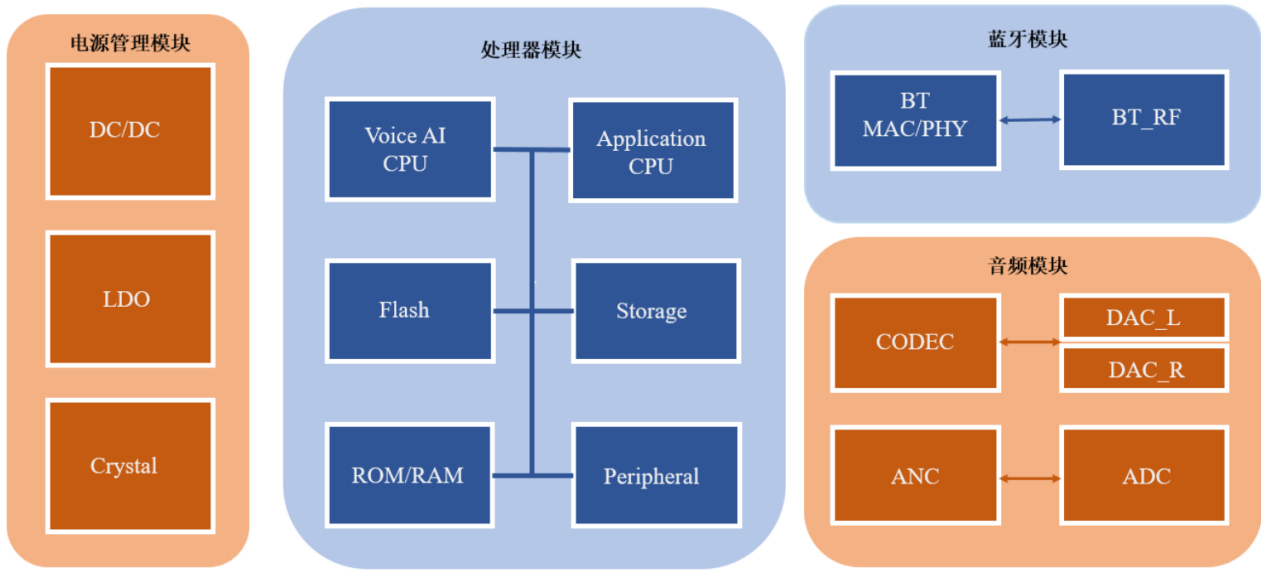 电源管理模块
DC/DC
LDO
Crystal
处理器模块
Voice AI
CPU
Application
CPU
Flash
Storage
ROM/RAM
Peripheral
蓝牙模块
BT
MAC/PHY
BT_RF
音频模块
CODEC
DAC_L
DAC_R
ANC
ADC